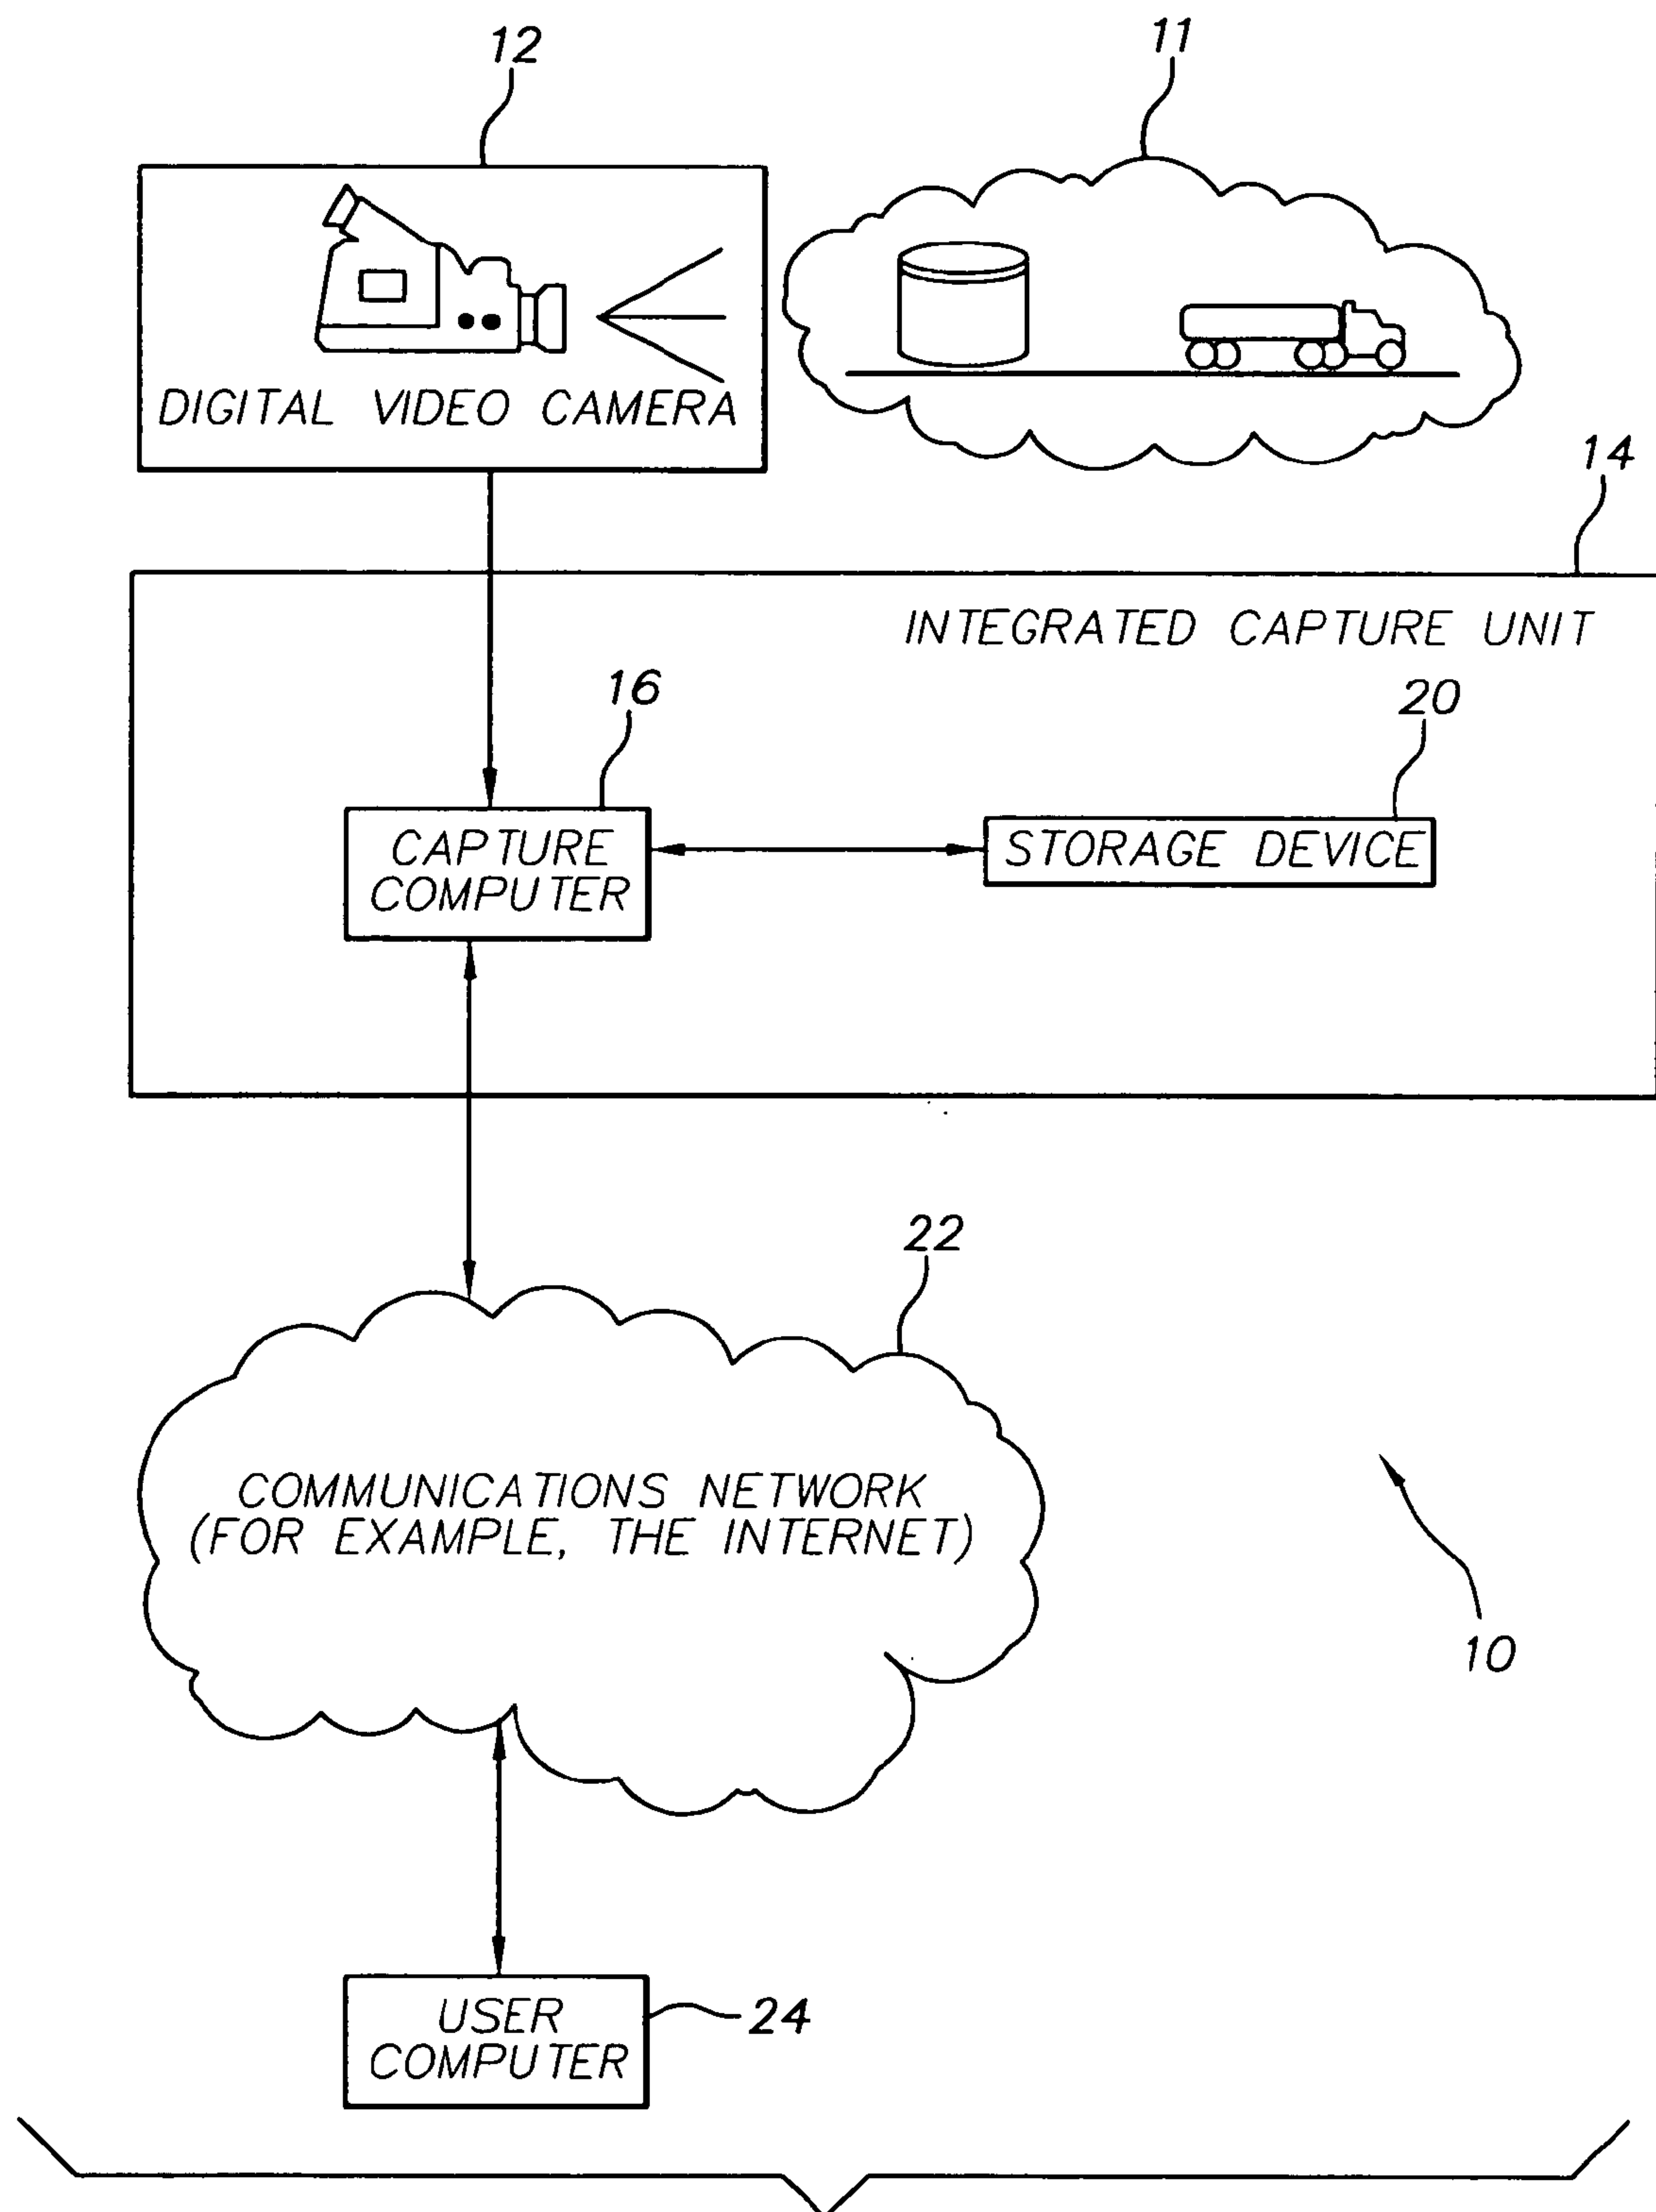 12
11
DIGITAL VIDEO CAMERA
14
INTEGRATED CAPTURE UNIT
16
20
CAPTURE
COMPUTER
STORAGE DEVICE
22
COMMUNICATIONS NETWORK
(FOR EXAMPLE, THE INTERNET)
10
USER
COMPUTER
24